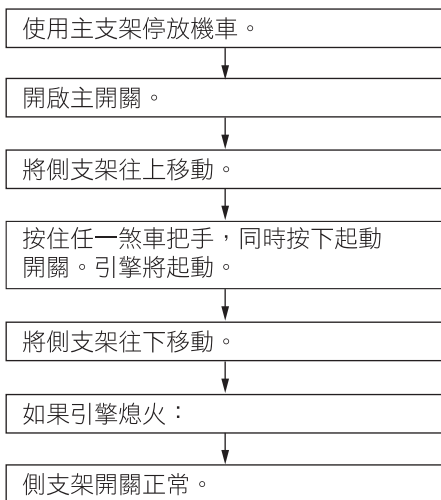 使用主支架停放機車。
開啟主開關。
將側支架往上移動。
按住任一煞車把手，同時按下起動
開關。引擎將起動。
將側支架往下移動。
如果引擎熄火：
側支架開關正常。